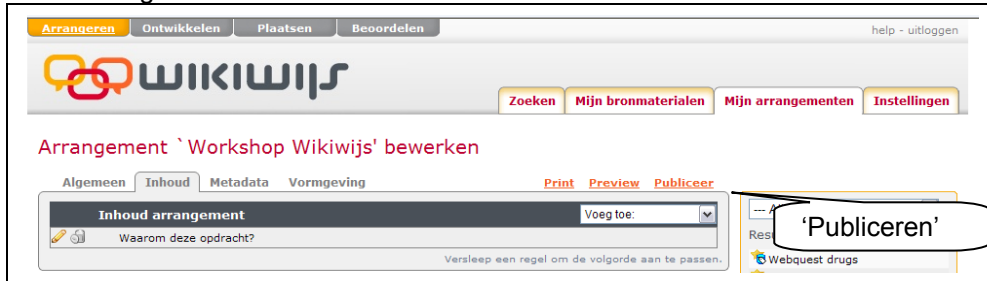 Arrangeren Ontwikkelen Plaatsen Beoordelen help - uitloggen
wikiwijs
Zoeken Mijn bronmaterialen Mijn arrangementen Instellingen
Arrangement `Workshop Wikiwijs' bewerken
Algemeen Inhoud Metadata Vormgeving Print Preview Publiceer
Inhoud arrangement Voeg toe:
Waarom deze opdracht?
Versleep een regel om de volgorde aan te passen.
‘Publiceren’
Webquest drugs